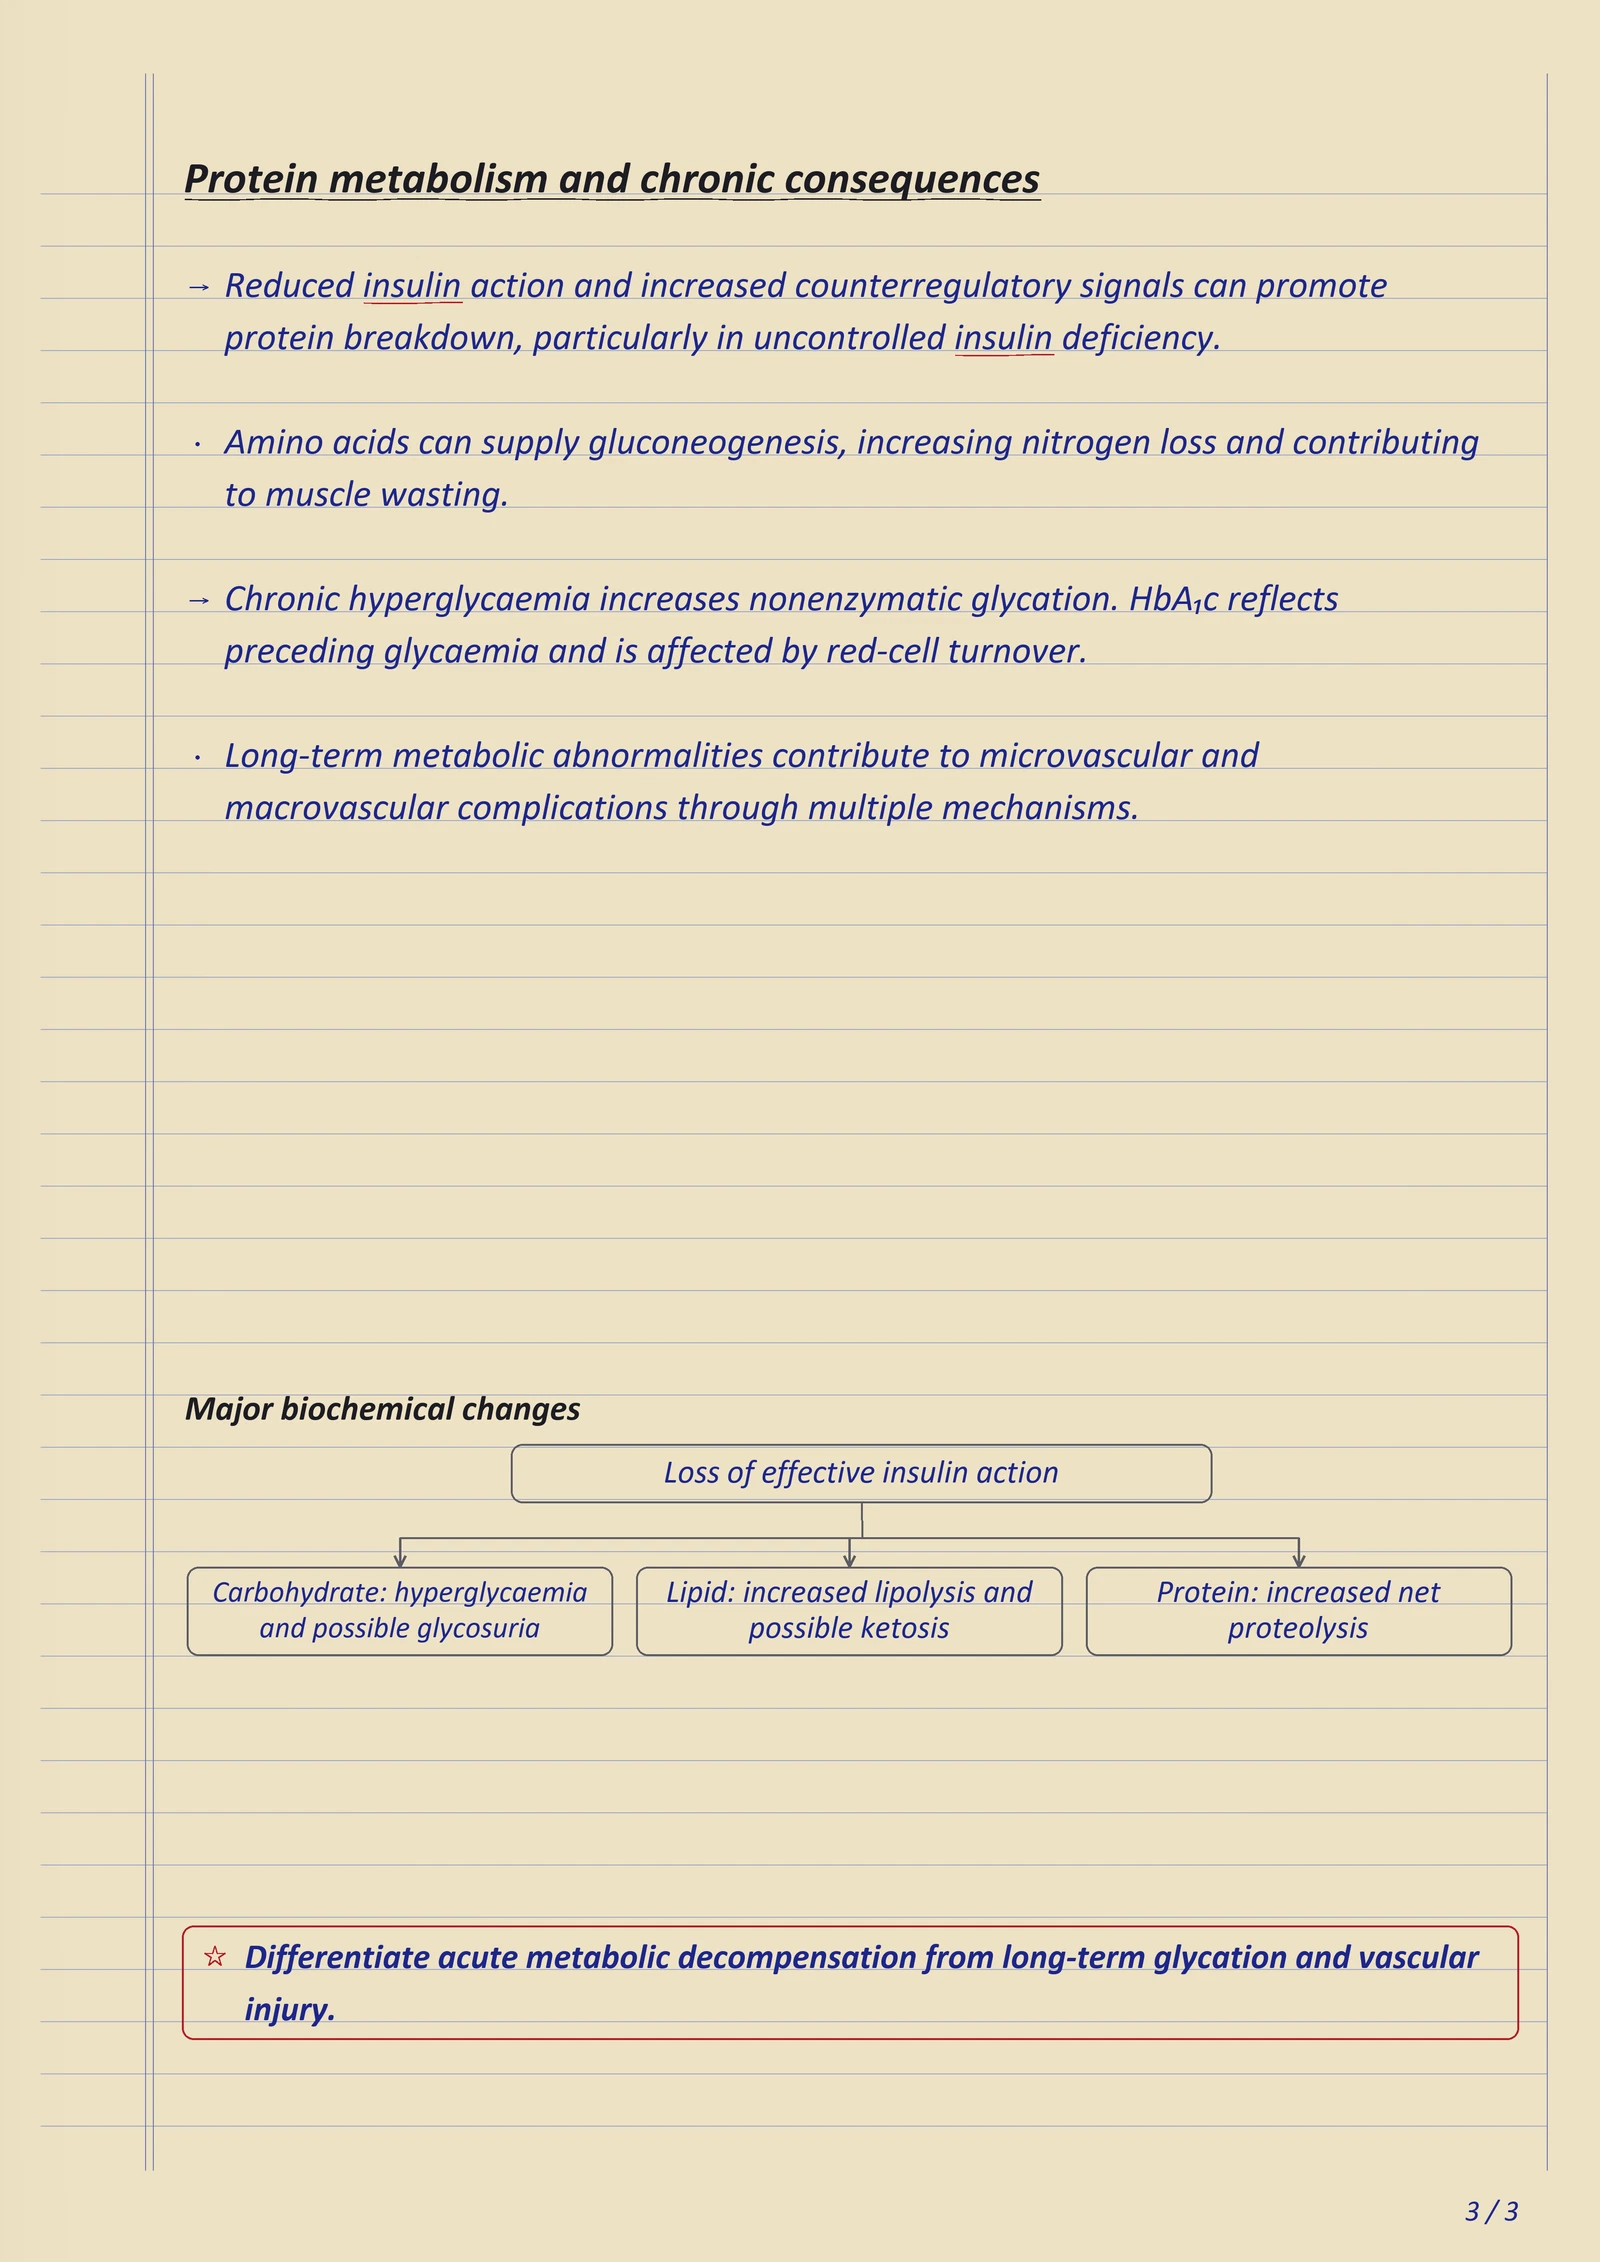 Protein metabolism and chronic consequences
→ Reduced insulin action and increased counterregulatory signals can promote
protein breakdown, particularly in uncontrolled insulin deficiency.
· Amino acids can supply gluconeogenesis, increasing nitrogen loss and contributing
to muscle wasting.
→ Chronic hyperglycaemia increases nonenzymatic glycation. HbA₁c reflects
preceding glycaemia and is affected by red-cell turnover.
· Long-term metabolic abnormalities contribute to microvascular and
macrovascular complications through multiple mechanisms.
Major biochemical changes
Loss of effective insulin action
Carbohydrate: hyperglycaemia
and possible glycosuria
Lipid: increased lipolysis and
possible ketosis
Protein: increased net
proteolysis
☆ Differentiate acute metabolic decompensation from long-term glycation and vascular
injury.
3 / 3